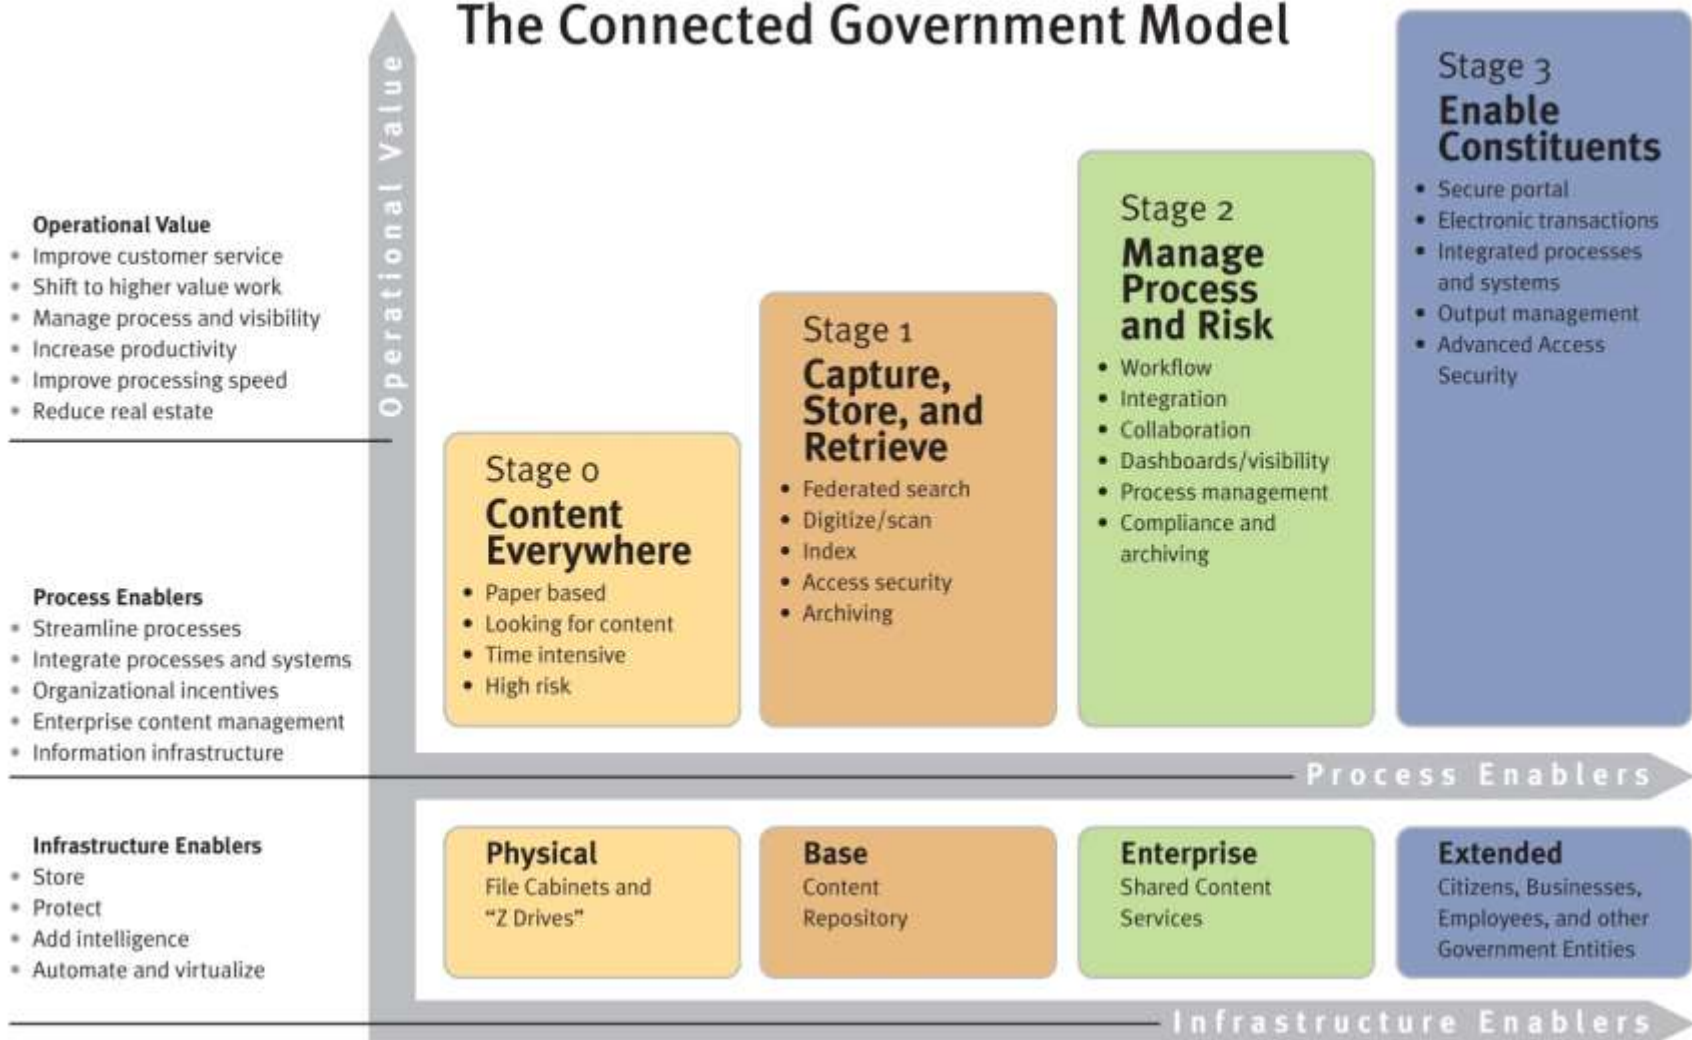 The Connected Government Model
Operational Value
Operational Value
• Improve customer service
• Shift to higher value work
• Manage process and visibility
• Increase productivity
• Improve processing speed
• Reduce real estate
Process Enablers
• Streamline processes
• Integrate processes and systems
• Organizational incentives
• Enterprise content management
• Information infrastructure
Infrastructure Enablers
• Store
• Protect
• Add intelligence
• Automate and virtualize
Stage 0
Content
Everywhere
• Paper based
• Looking for content
• Time intensive
• High risk
Stage 1
Capture,
Store, and
Retrieve
• Federated search
• Digitize/scan
• Index
• Access security
• Archiving
Stage 2
Manage
Process
and Risk
• Workflow
• Integration
• Collaboration
• Dashboards/visibility
• Process management
• Compliance and
archiving
Stage 3
Enable
Constituents
• Secure portal
• Electronic transactions
• Integrated processes
and systems
• Output management
• Advanced Access
Security
Process Enablers
Physical
File Cabinets and
“Z Drives”
Base
Content
Repository
Enterprise
Shared Content
Services
Extended
Citizens, Businesses,
Employees, and other
Government Entities
Infrastructure Enablers